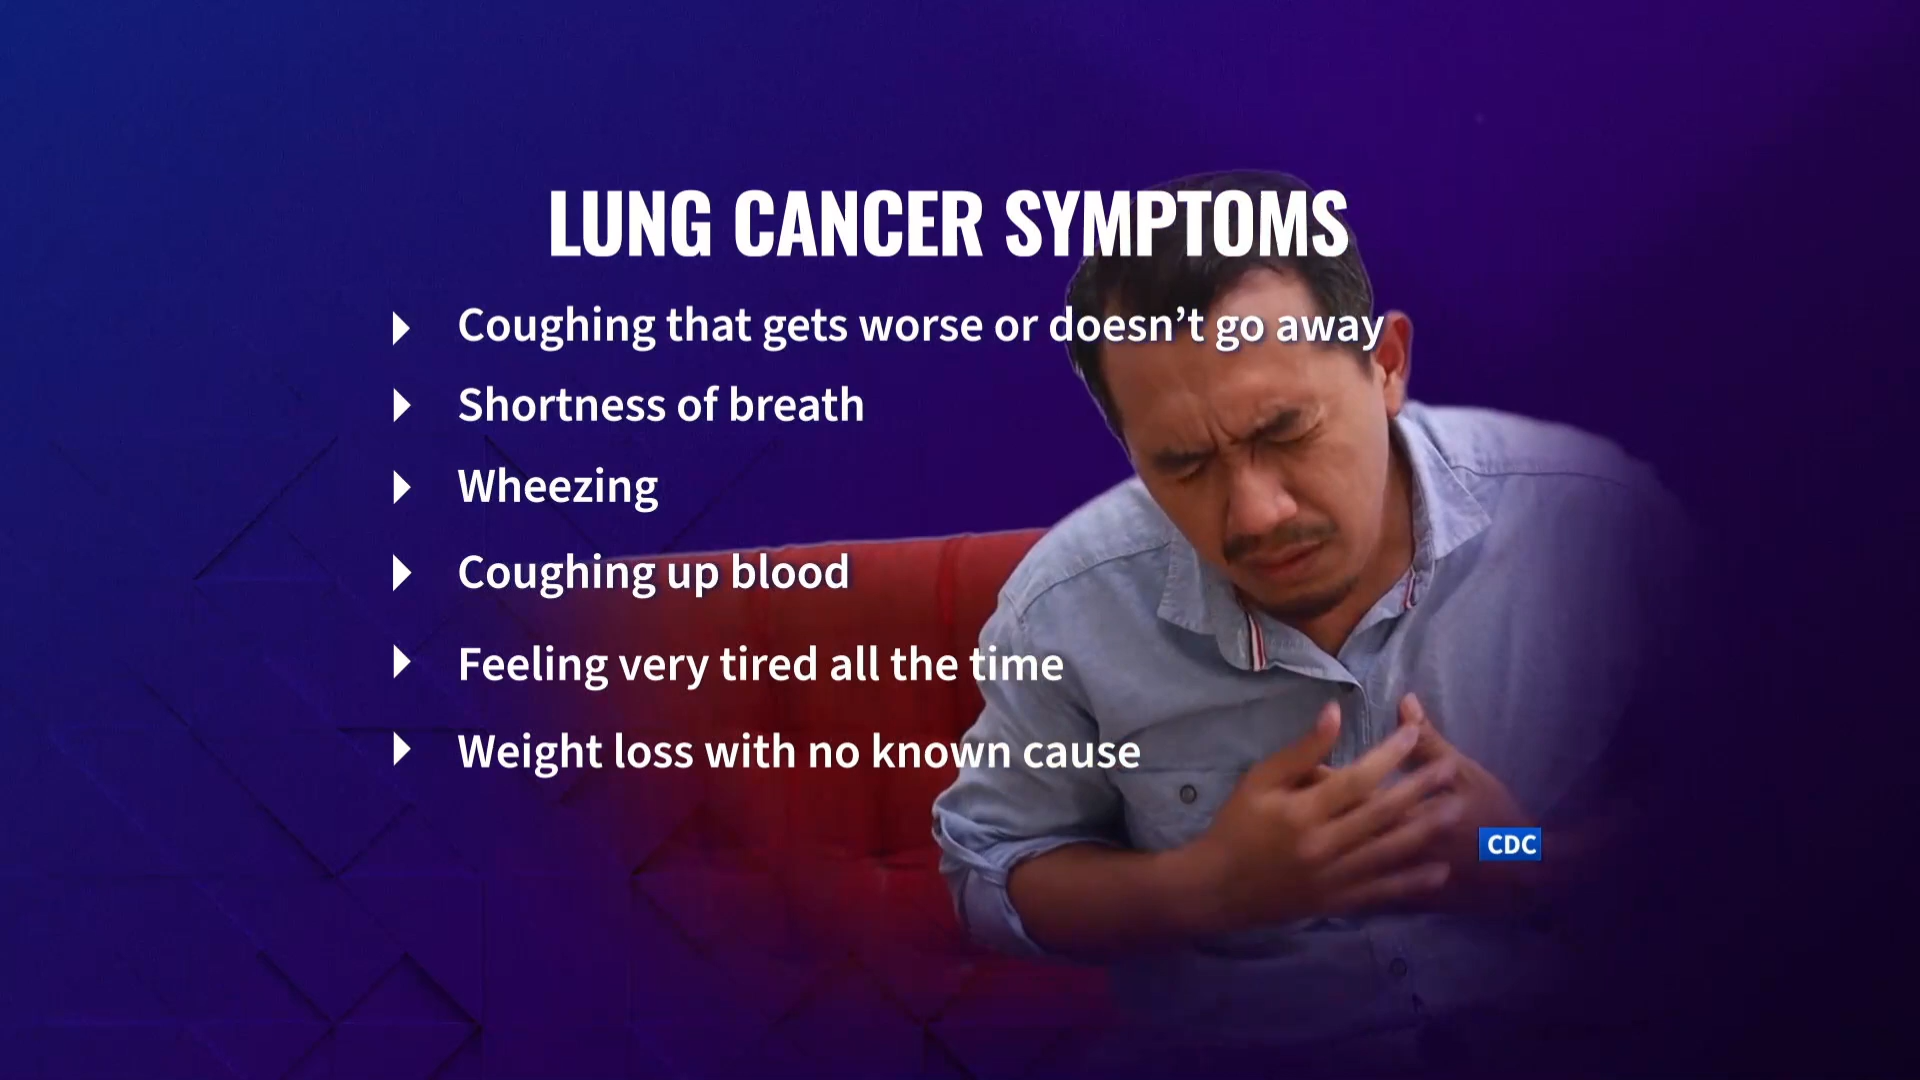 LUNG CANCER SYMPTOMS
Coughing that gets worse or doesn’t go away
Shortness of breath
Wheezing
Coughing up blood
Feeling very tired all the time
Weight loss with no known cause
CDC